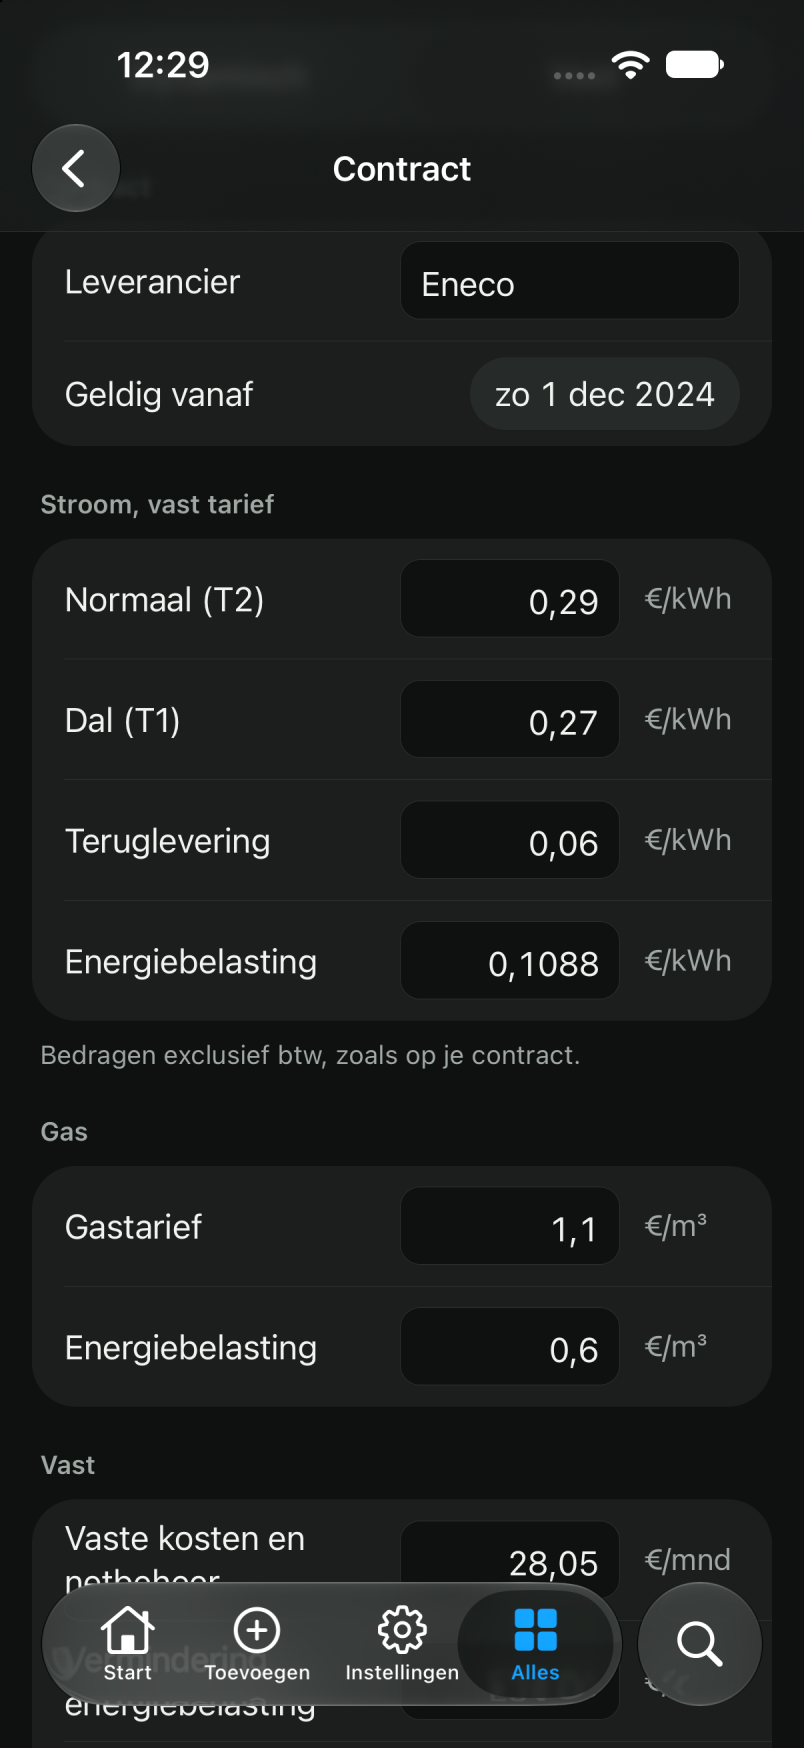 12:29
Contract
Leverancier
Eneco
Geldig vanaf
zo 1 dec 2024
Stroom, vast tarief
Normaal (T2)
0,29
€/kWh
Dal (T1)
0,27
€/kWh
Teruglevering
0,06
€/kWh
Energiebelasting
0,1088
€/kWh
Bedragen exclusief btw, zoals op je contract.
Gas
Gastarief
1,1
€/m³
Energiebelasting
0,6
€/m³
Vast
Vaste kosten en
netbeheer
28,05
€/mnd
Vermindering
energiebelasting
Start
Toevoegen
Instellingen
Alles